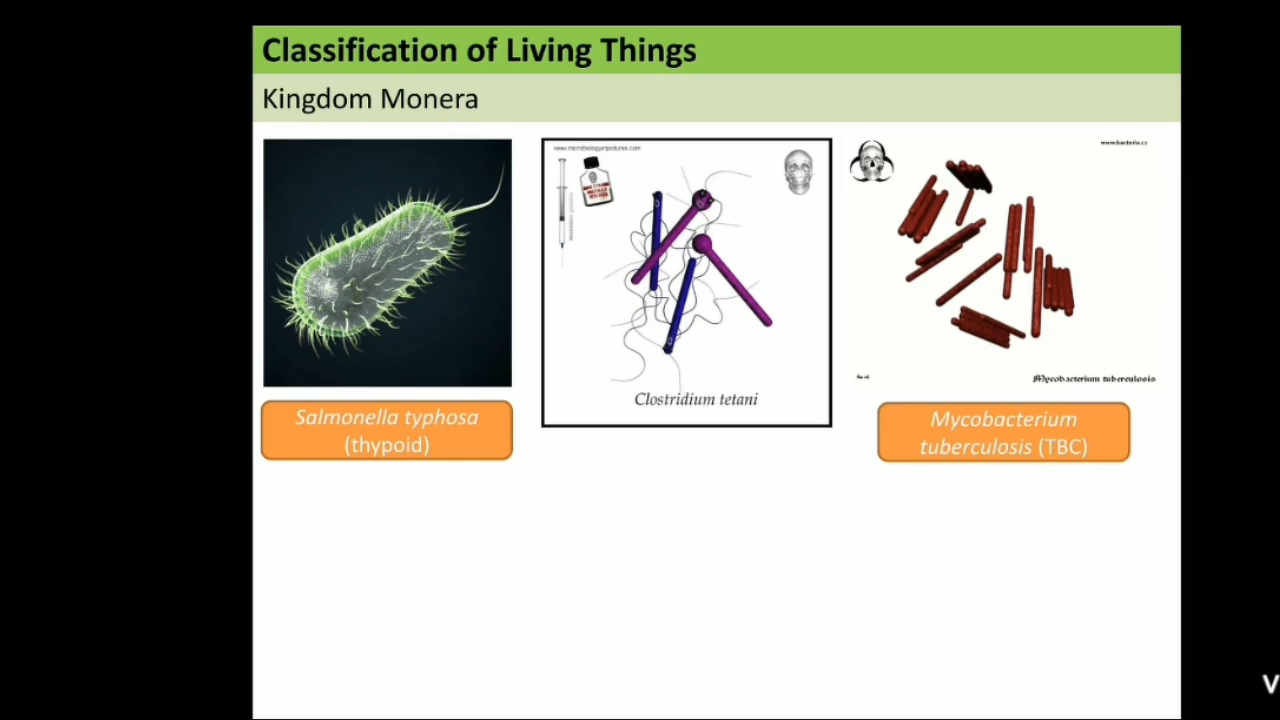 Classification of Living Things
Kingdom Monera
www.microbiologyinpictures.com
www.bacteria.cz
Clostridium tetani
Mycobacterium tuberculosis
Salmonella typhosa
(thypoid)
Mycobacterium
tuberculosis (TBC)
V